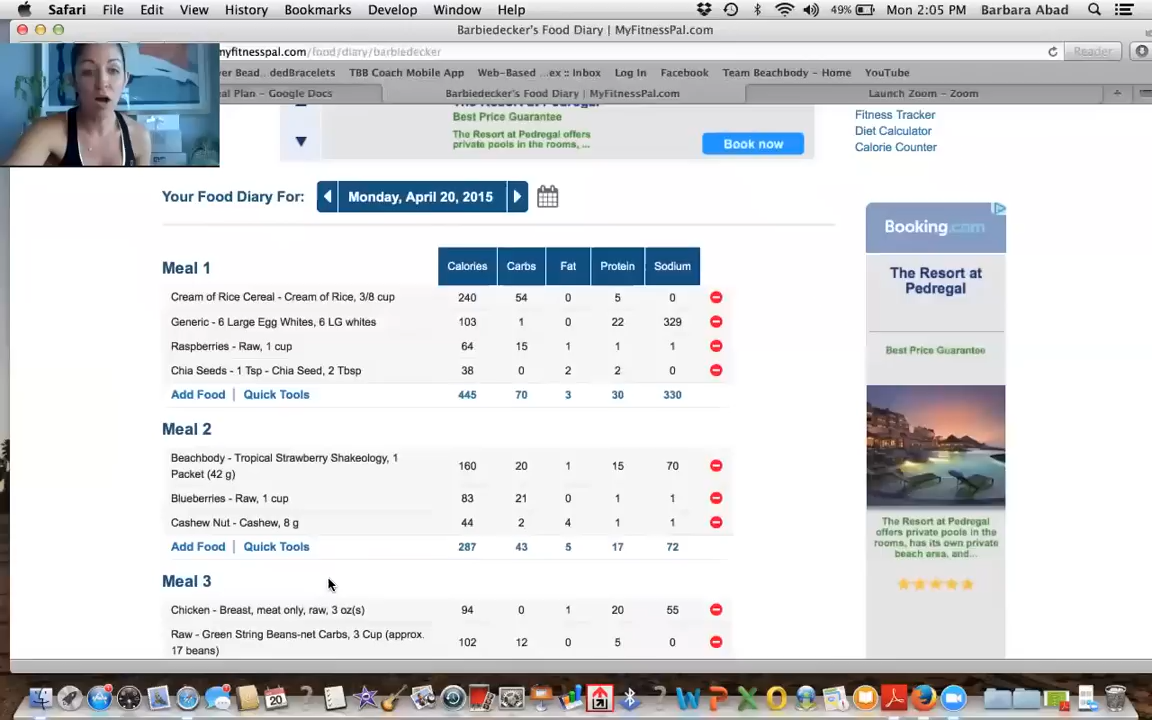 Safari File Edit View History Bookmarks Develop Window Help 49% Mon 2:05 PM Barbara Abad
Barbiedecker's Food Diary | MyFitnessPal.com
myfitnesspal.com/food/diary/barbiedecker Reader
ver Bead...dedBracelets TBB Coach Mobile App Web-Based ...ex :: Inbox Log In Facebook Team Beachbody - Home YouTube
eal Plan - Google Docs Barbiedecker's Food Diary | MyFitnessPal.com Launch Zoom - Zoom
The Resort at Pedregal
Best Price Guarantee
The Resort at Pedregal offers
private pools in the rooms, ...
Book now
Fitness Tracker
Diet Calculator
Calorie Counter
Your Food Diary For: Monday, April 20, 2015
Calories Carbs Fat Protein Sodium
Meal 1
Cream of Rice Cereal - Cream of Rice, 3/8 cup 240 54 0 5 0
Generic - 6 Large Egg Whites, 6 LG whites 103 1 0 22 329
Raspberries - Raw, 1 cup 64 15 1 1 1
Chia Seeds - 1 Tsp - Chia Seed, 2 Tbsp 38 0 2 2 0
Add Food | Quick Tools 445 70 3 30 330
Meal 2
Beachbody - Tropical Strawberry Shakeology, 1
Packet (42 g) 160 20 1 15 70
Blueberries - Raw, 1 cup 83 21 0 1 1
Cashew Nut - Cashew, 8 g 44 2 4 1 1
Add Food | Quick Tools 287 43 5 17 72
Meal 3
Chicken - Breast, meat only, raw, 3 oz(s) 94 0 1 20 55
Raw - Green String Beans-net Carbs, 3 Cup (approx.
17 beans) 102 12 0 5 0
Booking.com
The Resort at
Pedregal
Best Price Guarantee
The Resort at Pedregal
offers private pools in the
rooms, has its own private
beach area, and...
20